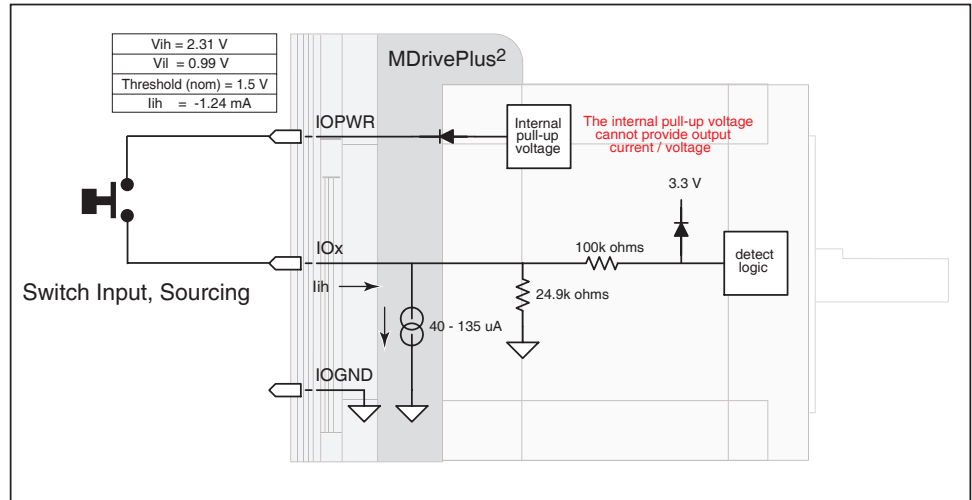 Vih = 2.31 V
Vil = 0.99 V
Threshold (nom) = 1.5 V
Iih = -1.24 mA
MDrivePlus2
IOPWR
Internal
pull-up
voltage
The internal pull-up voltage
cannot provide output
current / voltage
3.3 V
IOx
100k ohms
detect
logic
Switch Input, Sourcing
Iih
24.9k ohms
40 - 135 uA
IOGND